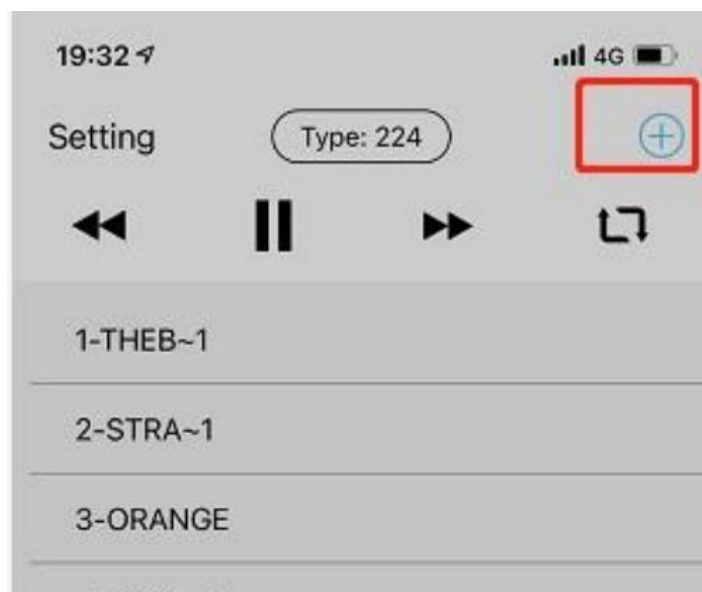 19:32
4G
Setting
Type: 224
1-THEB~1
2-STRA~1
3-ORANGE